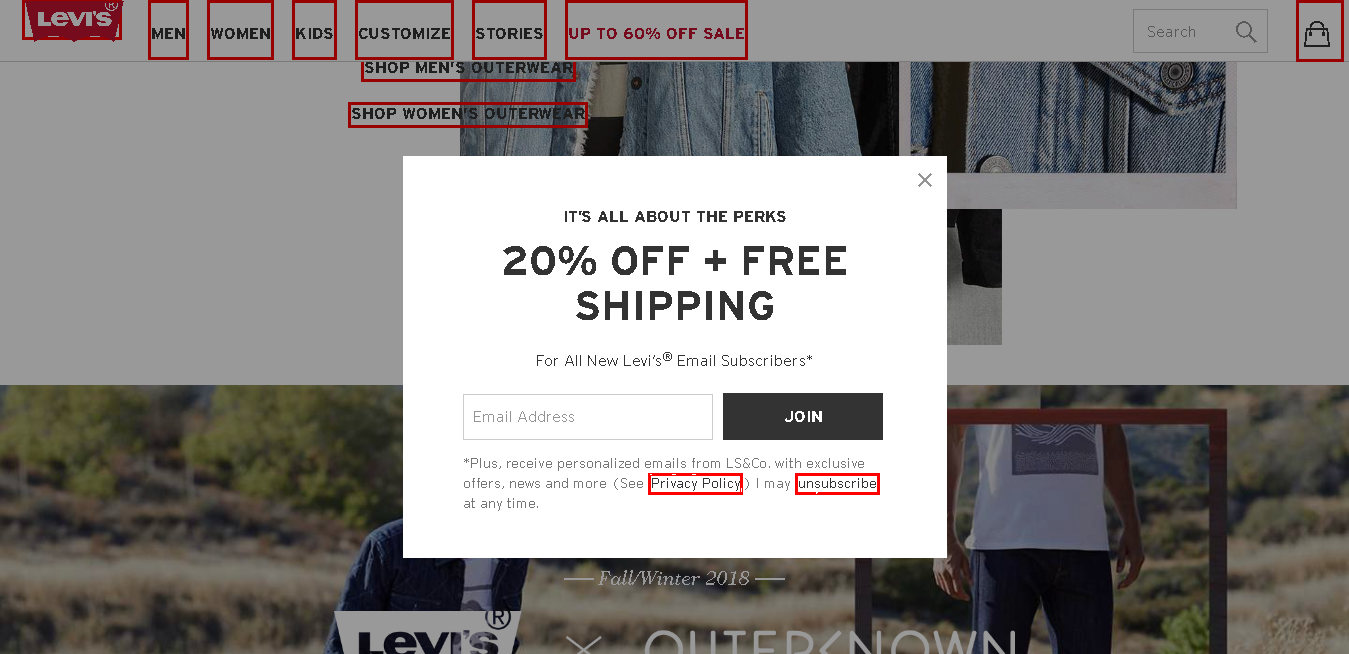 Levi's®
MEN WOMEN KIDS CUSTOMIZE STORIES UP TO 60% OFF SALE Search
SHOP MEN'S OUTERWEAR
SHOP WOMEN'S OUTERWEAR
IT'S ALL ABOUT THE PERKS
20% OFF + FREE
SHIPPING
For All New Levi's® Email Subscribers*
Email Address JOIN
*Plus, receive personalized emails from LS&Co. with exclusive
offers, news and more (See Privacy Policy) I may unsubscribe
at any time.
Fall/Winter 2018
Levi's® X OUTERKNOWN